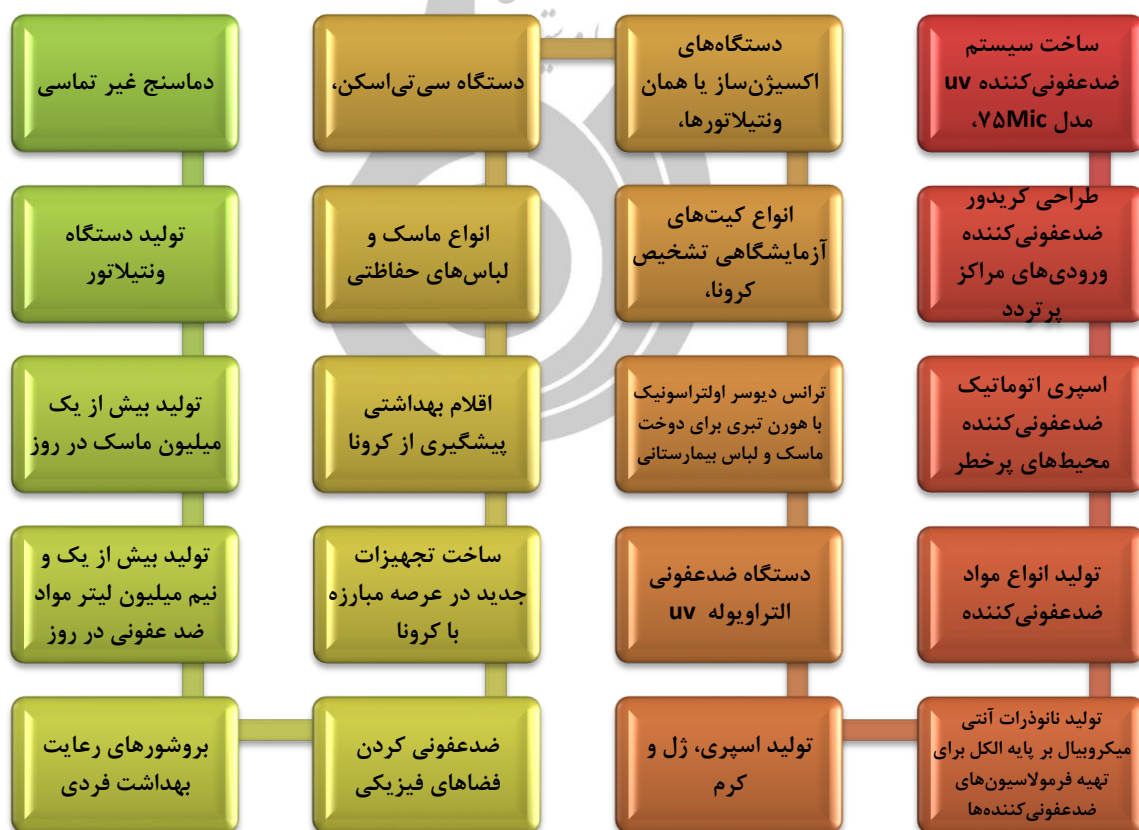 ساخت سیستم
ضدعفونی‌کننده uv
مدل ۷۵Mic،
طراحی کریدور
ضدعفونی‌کننده
ورودی‌های مراکز
پرتردد
اسپری اتوماتیک
ضدعفونی‌کننده
محیط‌های پرخطر
تولید انواع مواد
ضدعفونی‌کننده
تولید نانوذرات آنتی
میکروبیال بر پایه الکل برای
تهیه فرمولاسیون‌های
ضدعفونی‌کننده‌ها
تولید اسپری، ژل و
کرم
دستگاه ضدعفونی
التراویوله uv
ترانس دیوسر اولتراسونیک
با هورن تبری برای دوخت
ماسک و لباس بیمارستانی
انواع کیت‌های
آزمایشگاهی تشخیص
کرونا،
دستگاه‌های
اکسیژن‌ساز یا همان
ونتیلاتورها،
دستگاه سی‌تی‌اسکن،
انواع ماسک و
لباس‌های حفاظتی
اقلام بهداشتی
پیشگیری از کرونا
ساخت تجهیزات
جدید در عرصه مبارزه
با کرونا
ضدعفونی کردن
فضاهای فیزیکی
بروشورهای رعایت
بهداشت فردی
تولید بیش از یک و
نیم میلیون لیتر مواد
ضد عفونی در روز
تولید بیش از یک
میلیون ماسک در روز
تولید دستگاه
ونتیلاتور
دماسنج غیر تماسی